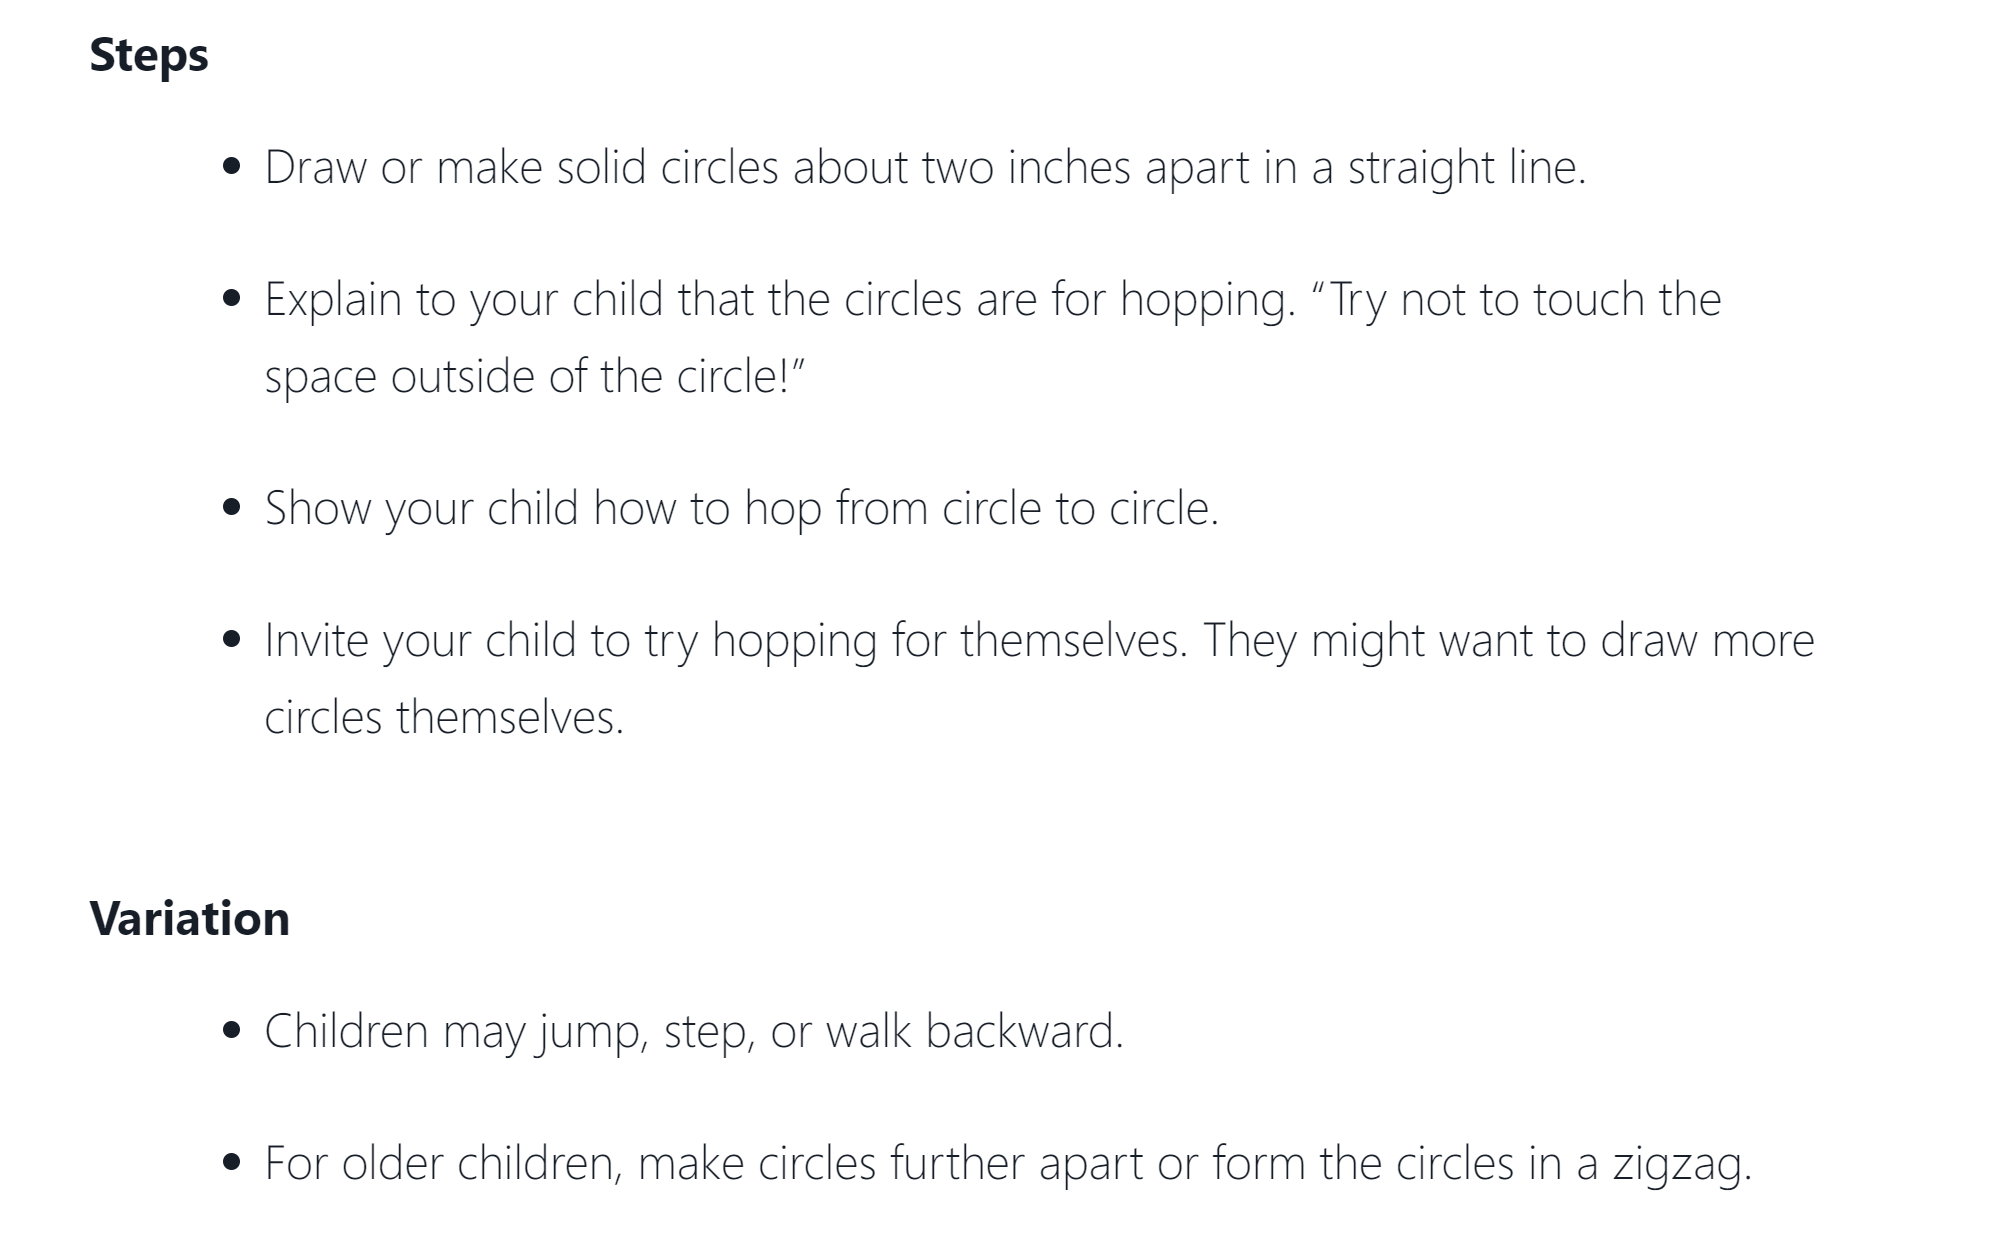 Steps
• Draw or make solid circles about two inches apart in a straight line.
• Explain to your child that the circles are for hopping. “Try not to touch the
space outside of the circle!”
• Show your child how to hop from circle to circle.
• Invite your child to try hopping for themselves. They might want to draw more
circles themselves.
Variation
• Children may jump, step, or walk backward.
• For older children, make circles further apart or form the circles in a zigzag.